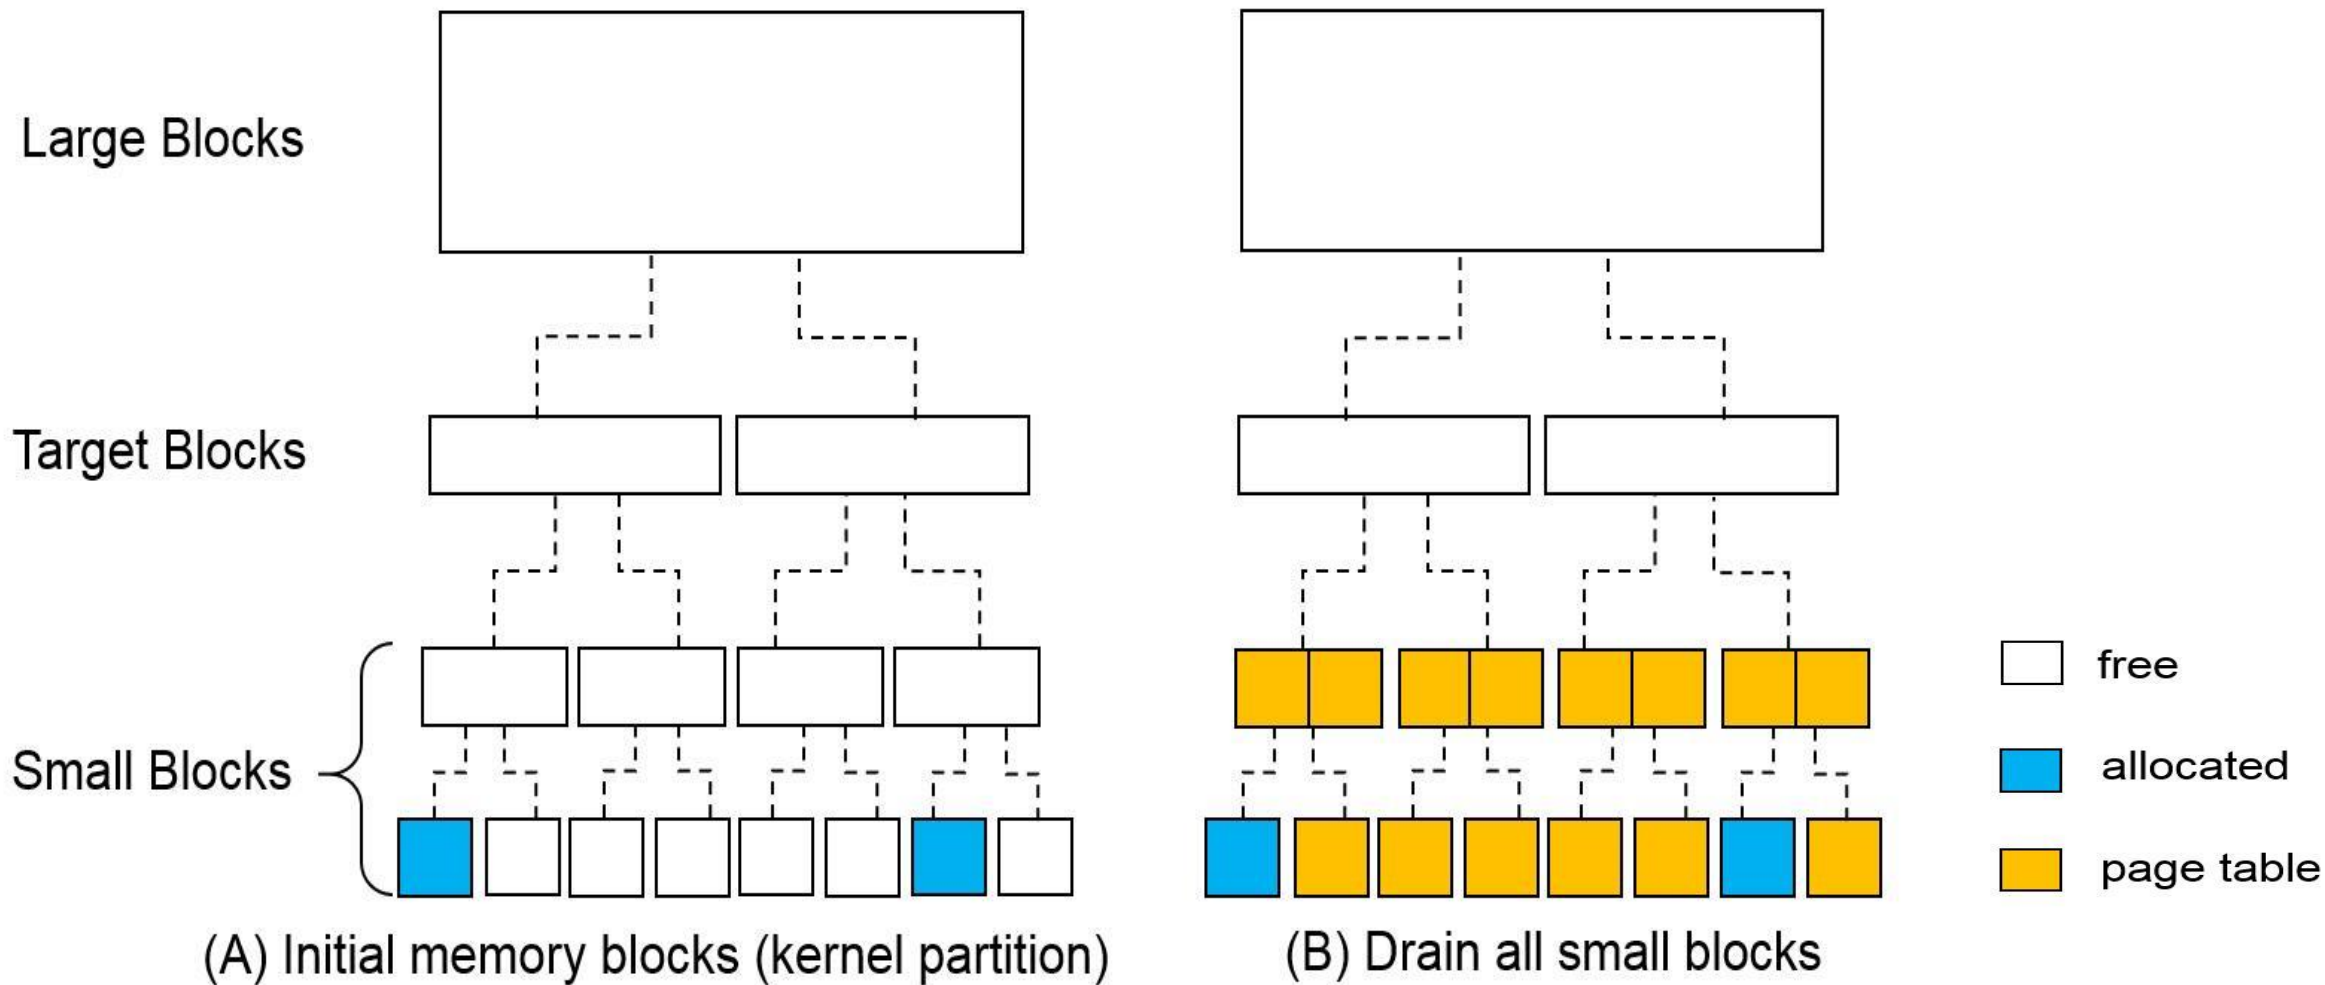 Large Blocks
Target Blocks
Small Blocks
free
allocated
page table
(A) Initial memory blocks (kernel partition)
(B) Drain all small blocks